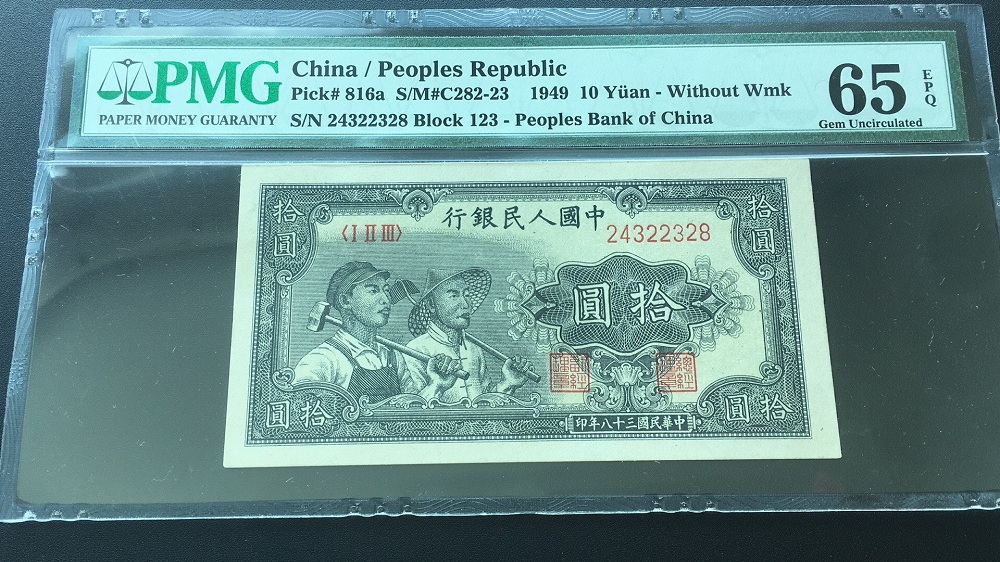 PMG
PAPER MONEY GUARANTY
China / Peoples Republic
Pick# 816a S/M#C282-23 1949 10 Yüan - Without Wmk
S/N 24322328 Block 123 - Peoples Bank of China
65
EPQ
Gem Uncirculated
行銀民人國中
〈I II III〉
24322328
拾圓
拾圓
圓拾
圓拾
圓拾
印年八十三國民華中